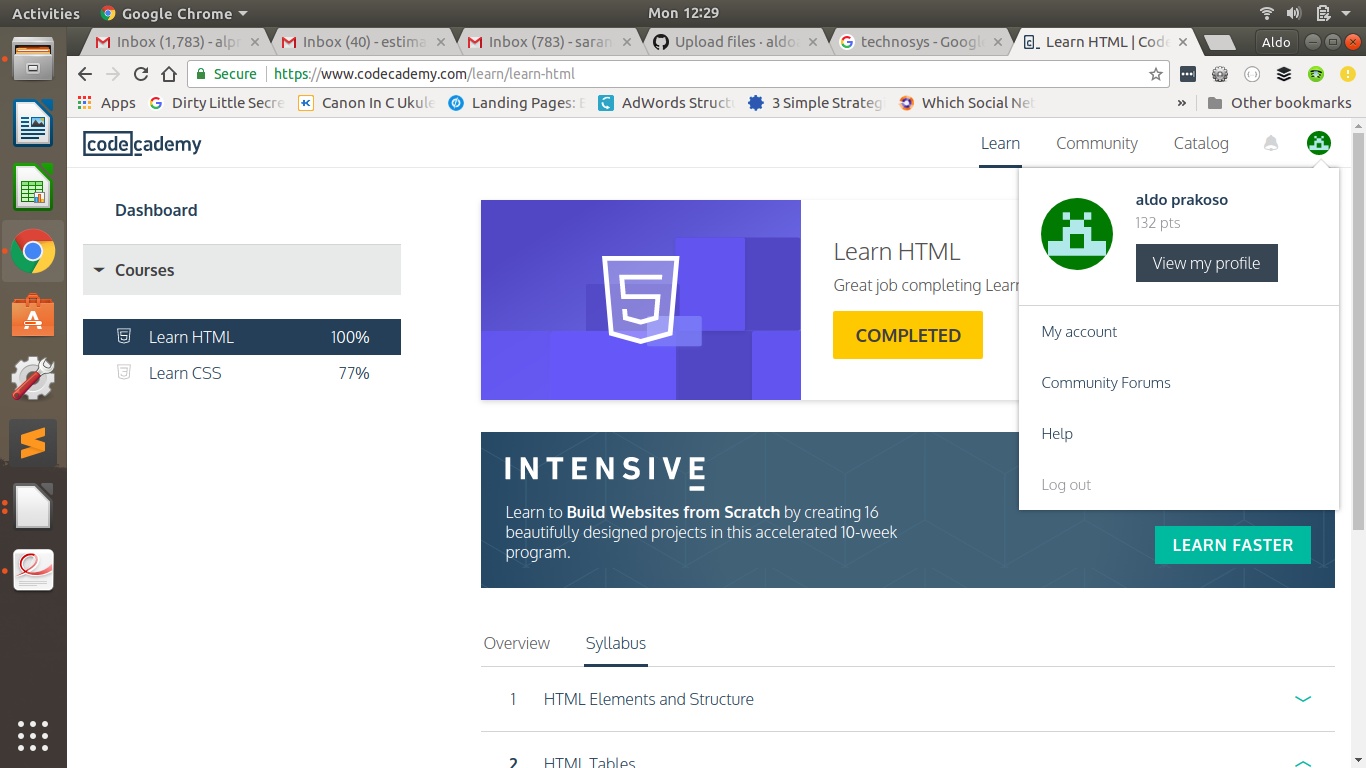 Activities
Google Chrome
Mon 12:29
Inbox (1,783) - alpr
Inbox (40) - estima
Inbox (783) - saran
Upload files - aldo
technosys - Google
Learn HTML | Code
Aldo
Secure
https://www.codecademy.com/learn/learn-html
Apps
Dirty Little Secre
Canon In C Ukule
Landing Pages:
AdWords Struct
3 Simple Strateg
Which Social Net
»
Other bookmarks
codecademy
Learn
Community
Catalog
Dashboard
Courses
Learn HTML 100%
Learn CSS 77%
Learn HTML
Great job completing Learn
COMPLETED
aldo prakoso
132 pts
View my profile
My account
Community Forums
Help
Log out
INTENSIVE
Learn to Build Websites from Scratch by creating 16
beautifully designed projects in this accelerated 10-week
program.
LEARN FASTER
Overview
Syllabus
1 HTML Elements and Structure
2 HTML Tables